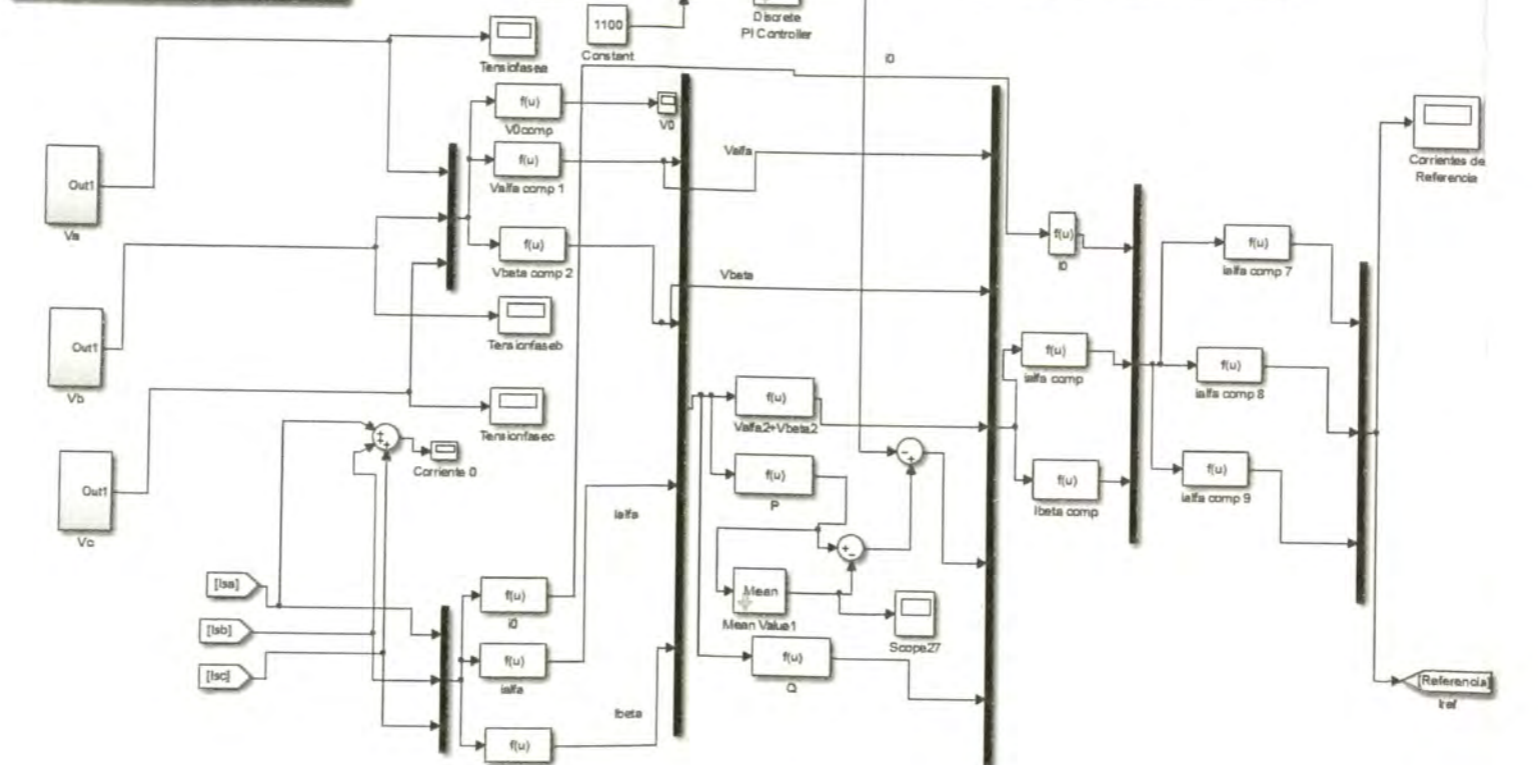 1100
Constant
Discrete
PI Controller
i0
Tensiofasea
f(u)
V0comp
V0
f(u)
Valfa comp 1
f(u)
Vbeta comp 2
Out1
Va
Out1
Vb
Out1
Vc
Tensionfaseb
Tensionfasec
Corriente 0
Valfa
Vbeta
Ialfa
Ibeta
[Isa]
[Isb]
[Isc]
f(u)
i0
f(u)
ialfa
f(u)
f(u)
Valfa2+Vbeta2
f(u)
P
Mean
Mean Value1
Scope27
f(u)
Q
f(u)
i0
f(u)
ialfa comp
f(u)
Ibeta comp
f(u)
ialfa comp 7
f(u)
ialfa comp 8
f(u)
ialfa comp 9
Corrientes de
Referencia
[Referencia]
Iref